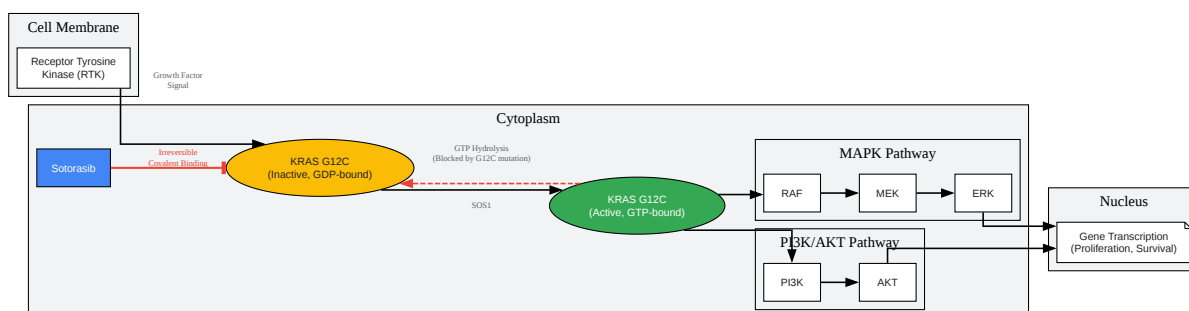 Cell Membrane
Receptor Tyrosine
Kinase (RTK)
Growth Factor
Signal
Cytoplasm
Sotorasib
Irreversible
Covalent Binding
KRAS G12C
(Inactive, GDP-bound)
GTP Hydrolysis
(Blocked by G12C mutation)
SOS1
KRAS G12C
(Active, GTP-bound)
MAPK Pathway
RAF
MEK
ERK
PI3K/AKT Pathway
PI3K
AKT
Nucleus
Gene Transcription
(Proliferation, Survival)